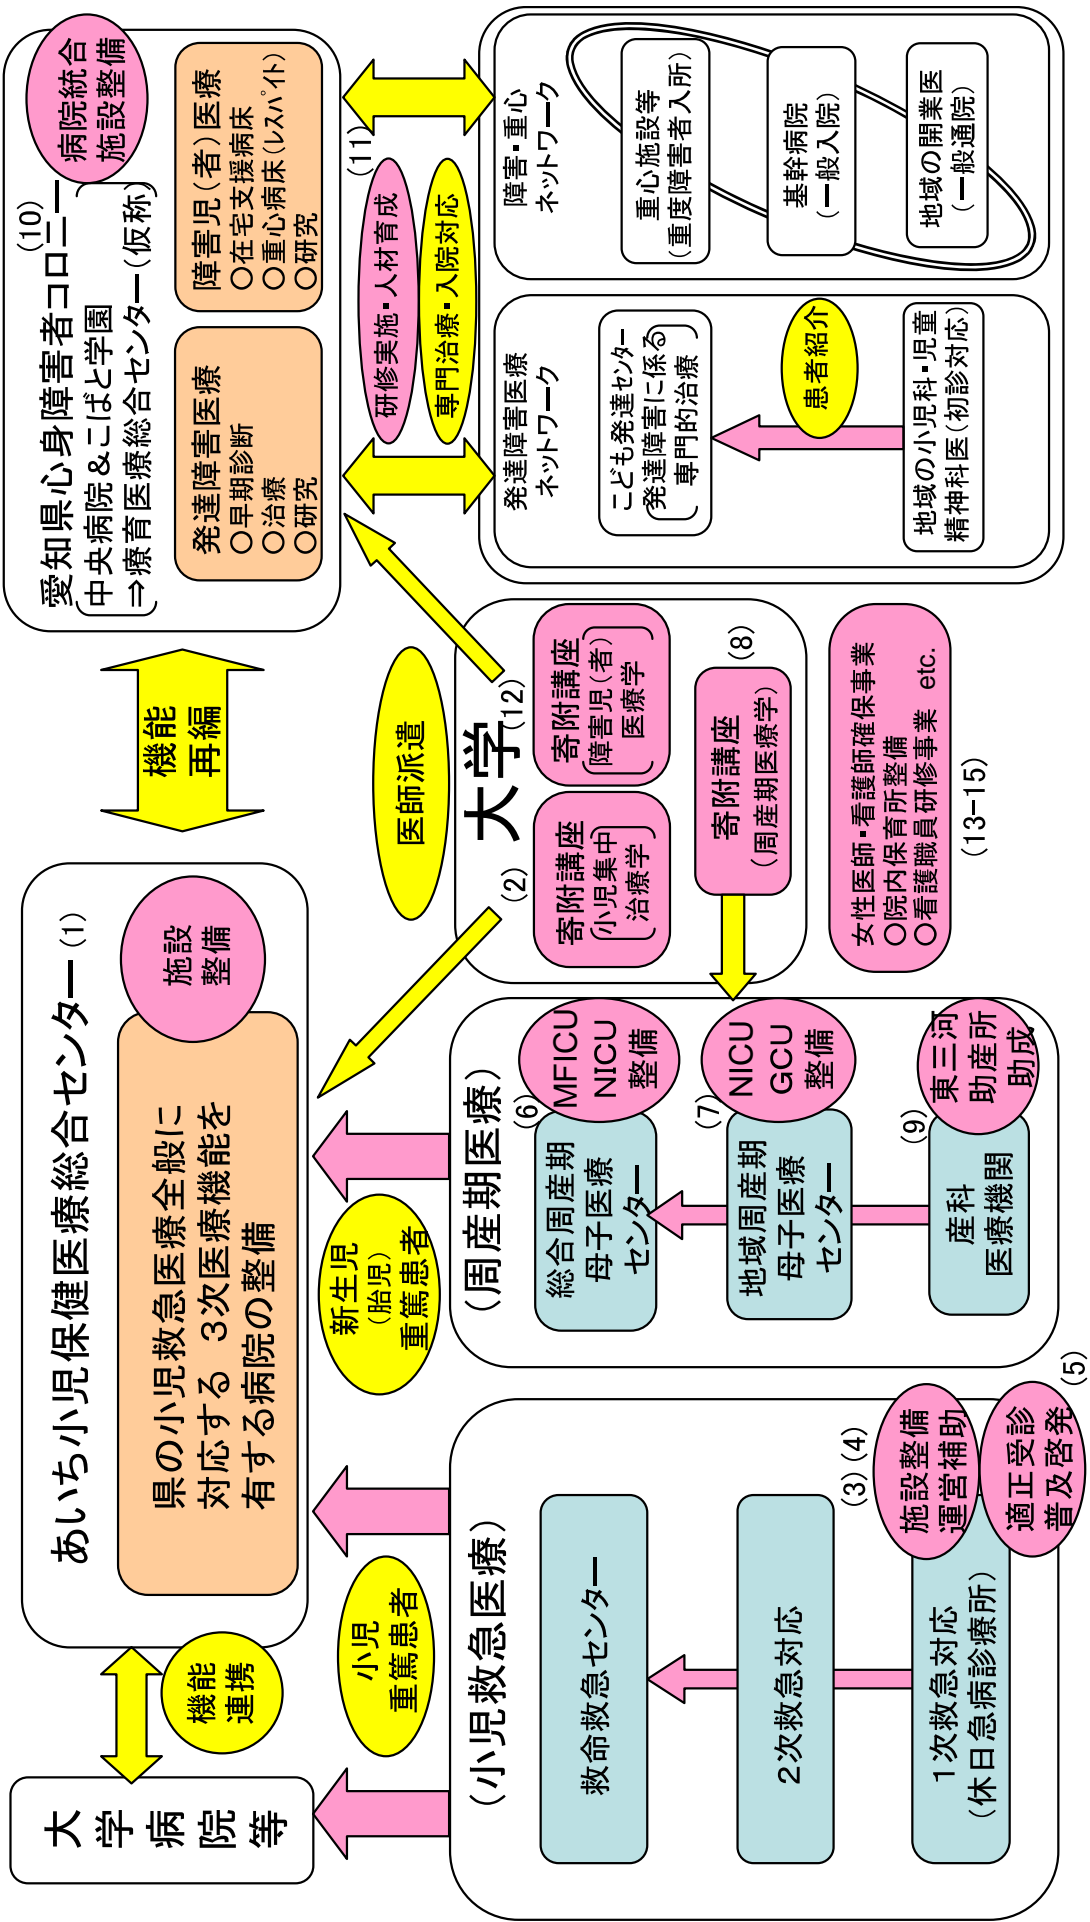 大学病院等
機能
連携
あいち小児保健医療総合センター (1)
県の小児救急医療全般に
対応する ３次医療機能を
有する病院の整備
施設
整備
機能
再編
(10)
愛知県心身障害者コロニー
中央病院＆こばと学園
⇒療育医療総合センター(仮称)
病院統合
施設整備
発達障害医療
○早期診断
○治療
○研究
障害児(者)医療
○在宅支援病床
○重心病床(ﾚｽﾊﾟｲﾄ)
○研究
小児
重篤患者
新生児
(胎児)
重篤患者
医師派遣
(11)
研修実施・人材育成
専門治療・入院対応
(小児救急医療)
救命救急センター
２次救急対応
１次救急対応
(休日急病診療所)
(3)(4)
施設整備
運営補助
適正受診
普及啓発
(5)
(周産期医療)
総合周産期
母子医療
センター
(6)
MFICU
NICU
整備
地域周産期
母子医療
センター
(7)
NICU
GCU
整備
産科
医療機関
(9)
東三河
助産所
助成
大学
(2)
寄附講座
小児集中
治療学
(12)
寄附講座
障害児(者)
医療学
寄附講座
(周産期医療学)
(8)
女性医師・看護師確保事業
○院内保育所整備
○看護職員研修事業 etc.
(13-15)
発達障害医療
ネットワーク
こども発達センター
発達障害に係る
専門的治療
患者紹介
地域の小児科・児童
精神科医(初診対応)
障害・重心
ネットワーク
重心施設等
(重度障害者入所)
基幹病院
(一般入院)
地域の開業医
(一般通院)